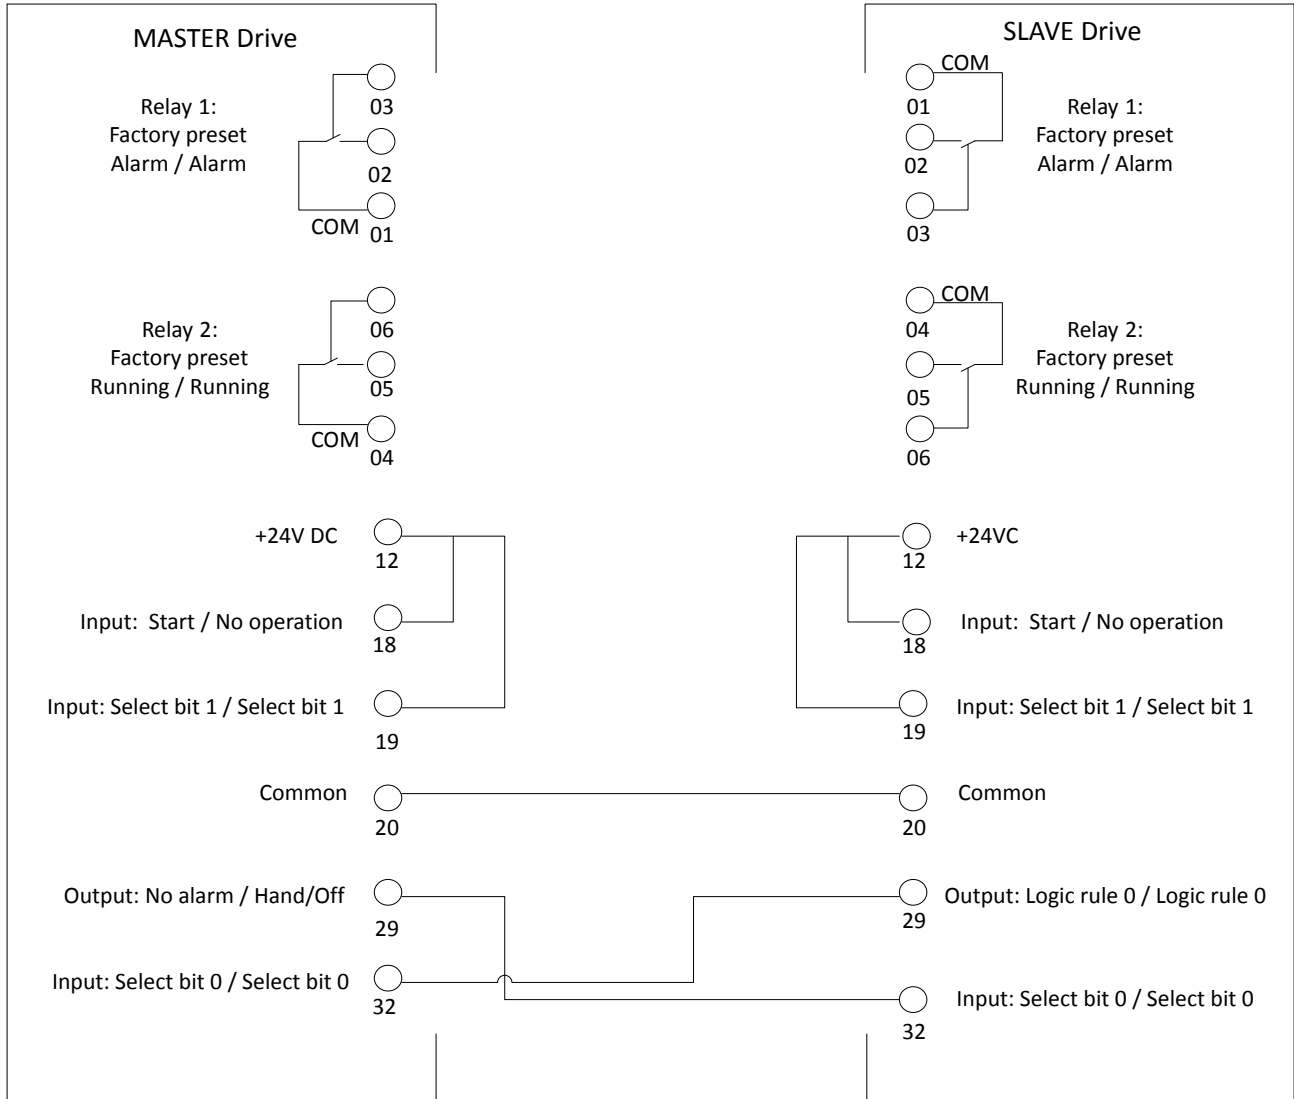 MASTER Drive
Relay 1:
Factory preset
Alarm / Alarm
03
02
COM
01
Relay 2:
Factory preset
Running / Running
06
05
COM
04
+24V DC
12
Input:  Start / No operation
18
Input: Select bit 1 / Select bit 1
19
Common
20
Output: No alarm / Hand/Off
29
Input: Select bit 0 / Select bit 0
32
SLAVE Drive
COM
01
02
03
Relay 1:
Factory preset
Alarm / Alarm
COM
04
05
06
Relay 2:
Factory preset
Running / Running
+24VC
12
Input:  Start / No operation
18
Input: Select bit 1 / Select bit 1
19
Common
20
Output: Logic rule 0 / Logic rule 0
29
Input: Select bit 0 / Select bit 0
32